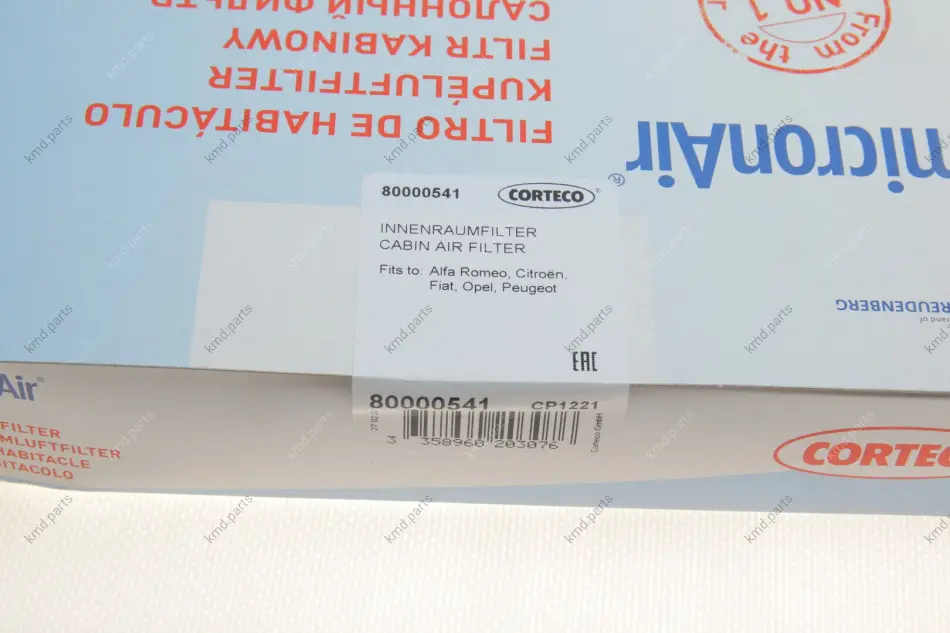 САЛОННЫЙ ФИЛЬТР
FILTR KABINOWY
KUPÉLUFTFILTER
FILTRO DE HABITÁCULO
From the
NO 1
micronAir®
80000541
CORTECO®
INNENRAUMFILTER
CABIN AIR FILTER
Fits to: Alfa Romeo, Citroën,
Fiat, Opel, Peugeot
EAC
80000541 CP1221
358960 203076
Corteco GmbH
Air®
FILTER
MLUFTFILTER
HABITACLE
ITACOLO
CORTEC
kmd.parts